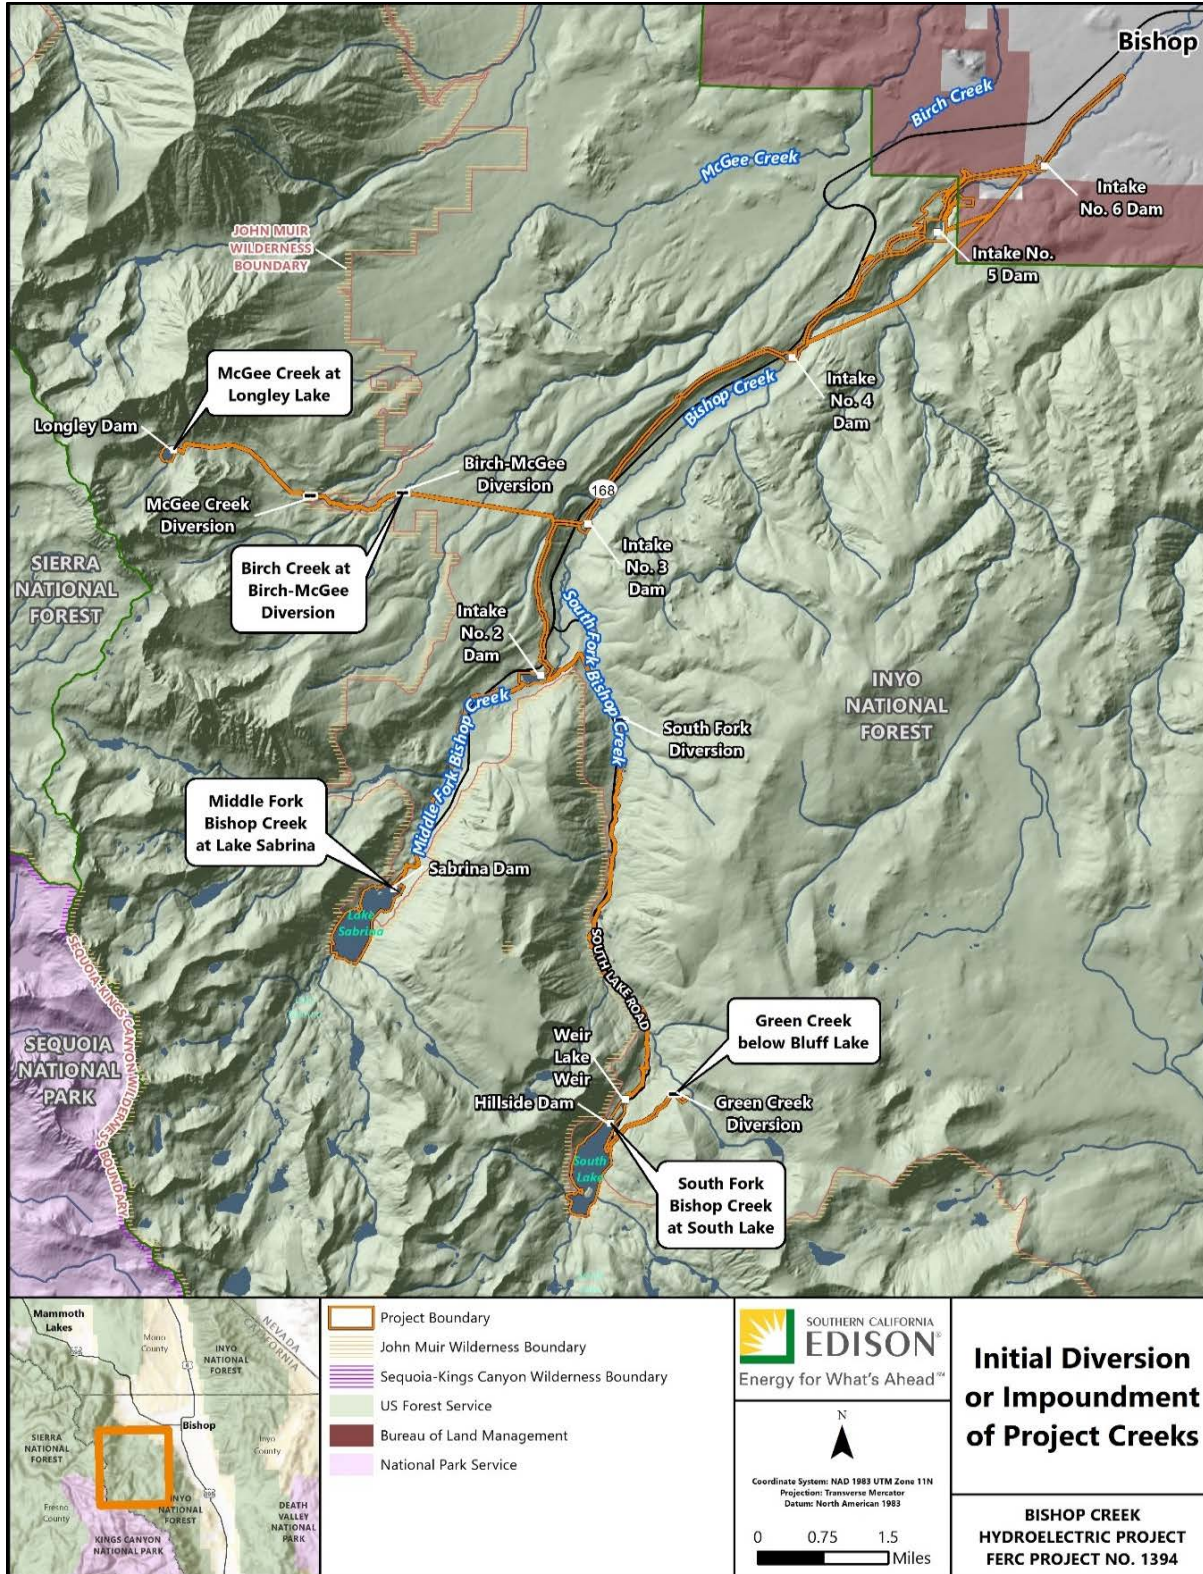 Bishop
Birch Creek
McGee Creek
Intake
No. 6 Dam
JOHN MUIR
WILDERNESS
BOUNDARY
Intake No.
5 Dam
McGee Creek at
Longley Lake
Intake
No. 4
Dam
Bishop Creek
Longley Dam
Birch-McGee
Diversion
168
McGee Creek
Diversion
Intake
No. 3
Dam
Birch Creek at
Birch-McGee
Diversion
SIERRA
NATIONAL
FOREST
Intake
No. 2
Dam
South Fork Bishop Creek
INYO
NATIONAL
FOREST
Middle Fork Bishop Creek
South Fork
Diversion
Middle Fork
Bishop Creek
at Lake Sabrina
Sabrina Dam
Lake
Sabrina
SEQUOIA-KINGS CANYON WILDERNESS BOUNDARY
SOUTH LAKE ROAD
SEQUOIA
NATIONAL
PARK
Green Creek
below Bluff Lake
Weir
Lake
Weir
Hillside Dam
Green Creek
Diversion
South
Lake
South Fork
Bishop Creek
at South Lake
Mammoth
Lakes
Mono
County
NEVADA
CALIFORNIA
INYO
NATIONAL
FOREST
6
395
Bishop
SIERRA
NATIONAL
FOREST
Inyo
County
Fresno
County
INYO
NATIONAL
FOREST
395
DEATH
VALLEY
NATIONAL
PARK
KINGS CANYON
NATIONAL PARK
Project Boundary
John Muir Wilderness Boundary
Sequoia-Kings Canyon Wilderness Boundary
US Forest Service
Bureau of Land Management
National Park Service
SOUTHERN CALIFORNIA
EDISON®
Energy for What's Ahead℠
N
Coordinate System: NAD 1983 UTM Zone 11N
Projection: Transverse Mercator
Datum: North American 1983
0 0.75 1.5
Miles
Initial Diversion
or Impoundment
of Project Creeks
BISHOP CREEK
HYDROELECTRIC PROJECT
FERC PROJECT NO. 1394